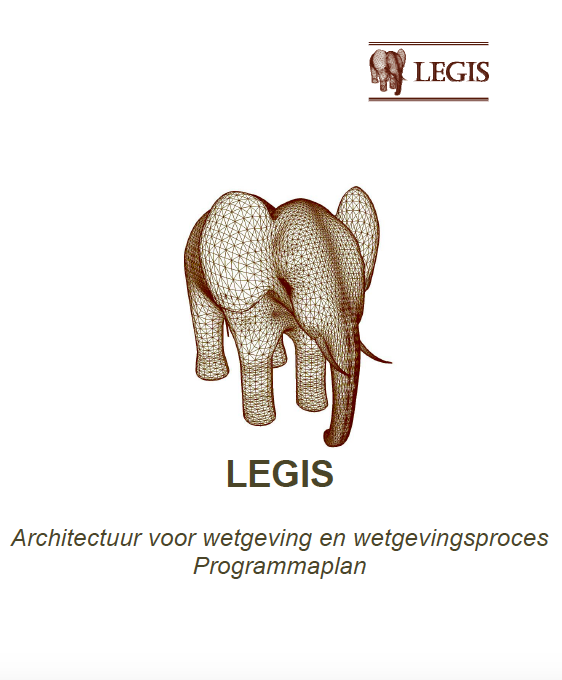 LEGIS
LEGIS
Architectuur voor wetgeving en wetgevingsproces
Programmaplan